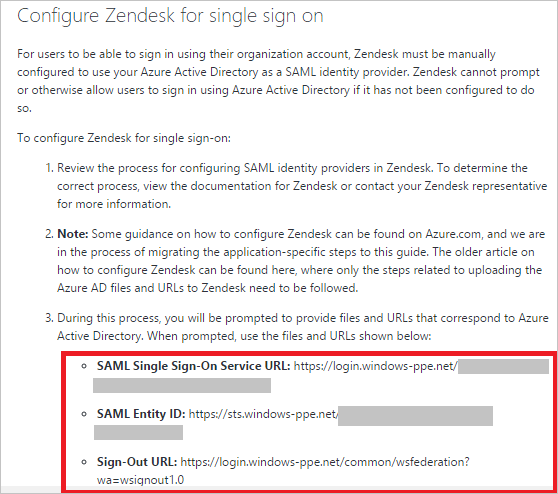 Configure Zendesk for single sign on
For users to be able to sign in using their organization account, Zendesk must be manually
configured to use your Azure Active Directory as a SAML identity provider. Zendesk cannot prompt
or otherwise allow users to sign in using Azure Active Directory if it has not been configured to do
so.
To configure Zendesk for single sign-on:
1. Review the process for configuring SAML identity providers in Zendesk. To determine the
correct process, view the documentation for Zendesk or contact your Zendesk representative
for more information.
2. Note: Some guidance on how to configure Zendesk can be found on Azure.com, and we are
in the process of migrating the application-specific steps to this guide. The older article on
how to configure Zendesk can be found here, where only the steps related to uploading the
Azure AD files and URLs to Zendesk need to be followed.
3. During this process, you will be prompted to provide files and URLs that correspond to Azure
Active Directory. When prompted, use the files and URLs shown below:
SAML Single Sign-On Service URL: https://login.windows-ppe.net/
SAML Entity ID: https://sts.windows-ppe.net/
Sign-Out URL: https://login.windows-ppe.net/common/wsfederation?
wa=wsignout1.0